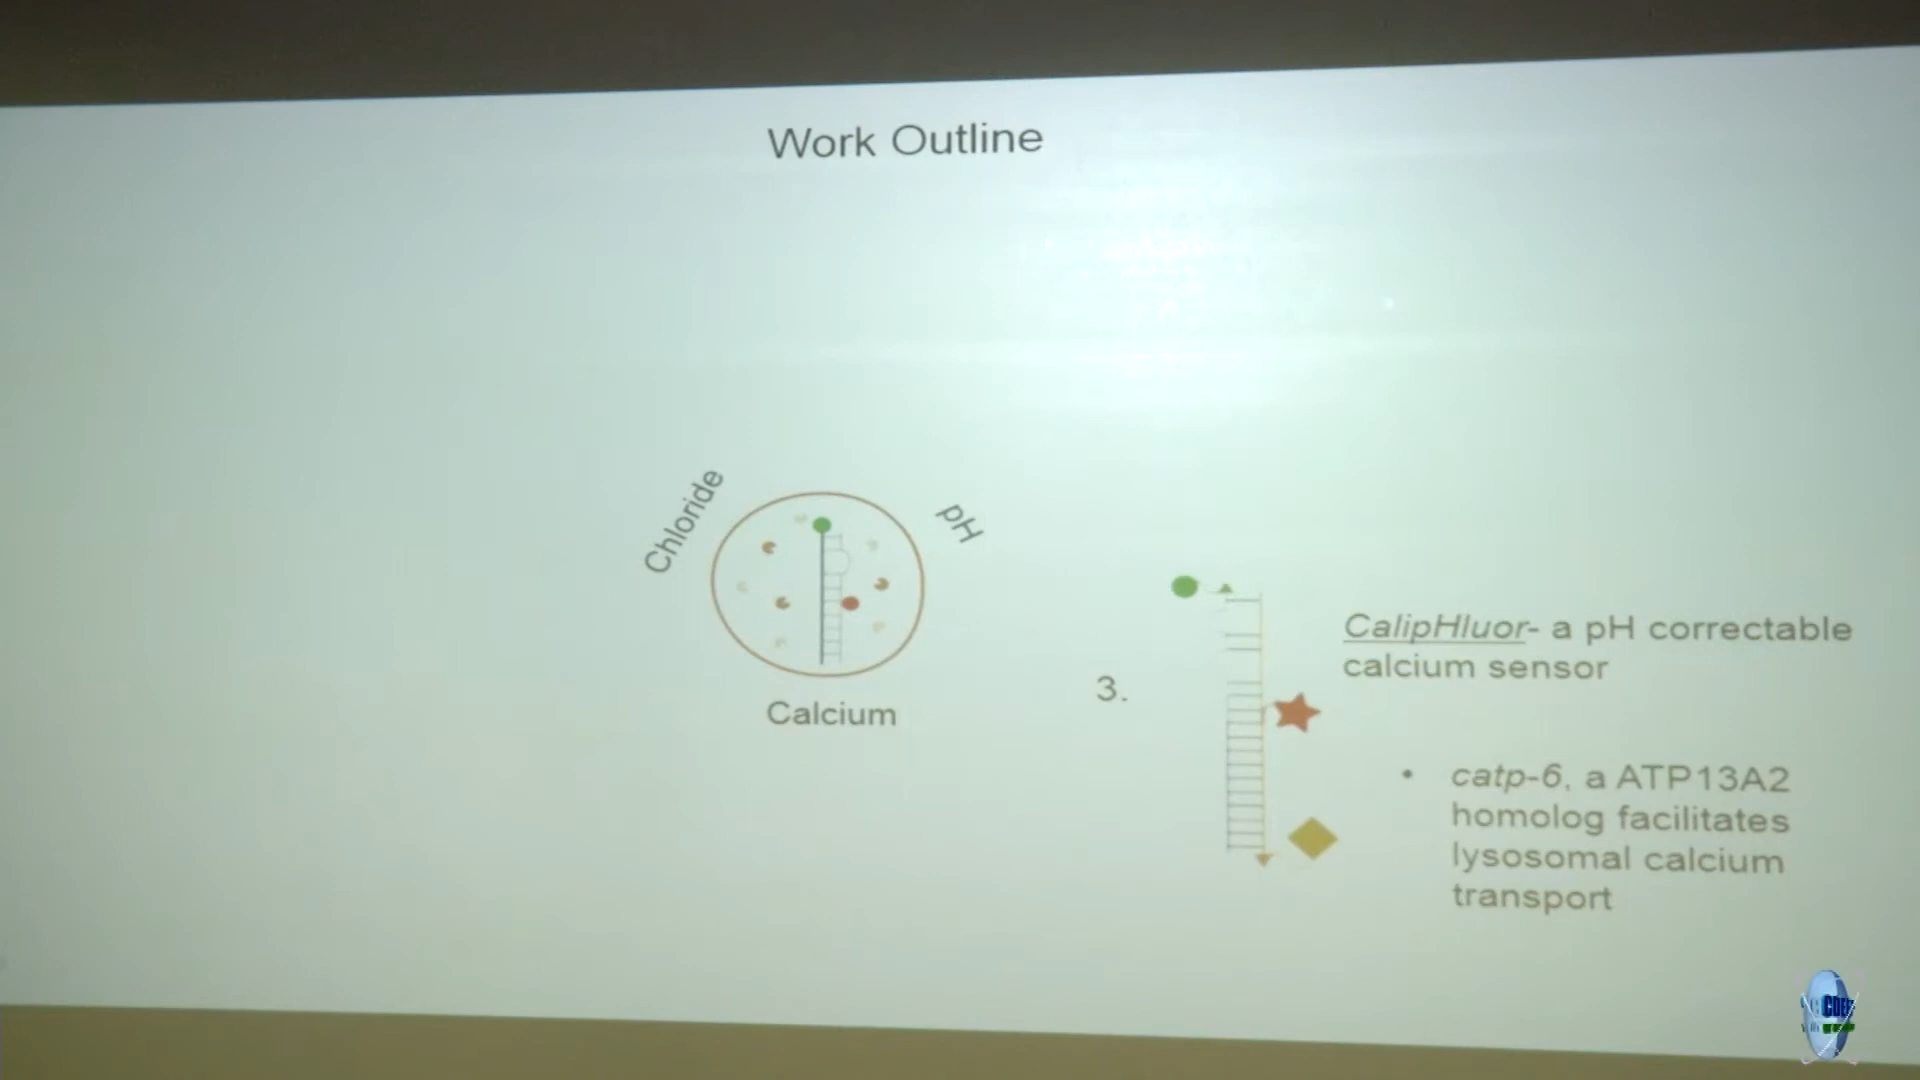 Work Outline
Chloride
pH
Calcium
3.
CalipHluor- a pH correctable
calcium sensor
• catp-6, a ATP13A2
homolog facilitates
lysosomal calcium
transport